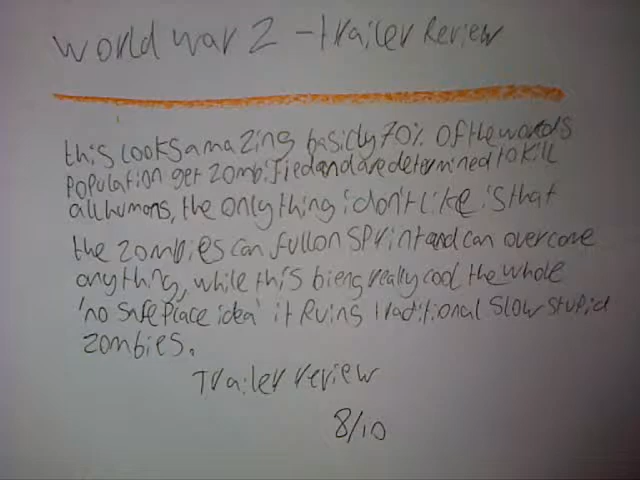 world war Z - trailer Review
this looks amazing basicly 70% of the worlds
population get zombified and are determined to kill
all humans, the only thing i don't like is that
the zombies can full on sprint and can overcome
anything, while this bieng really cool the whole
'no safe place idea' it Ruins traditional slow stupid
zombies.
Trailer review
8/10